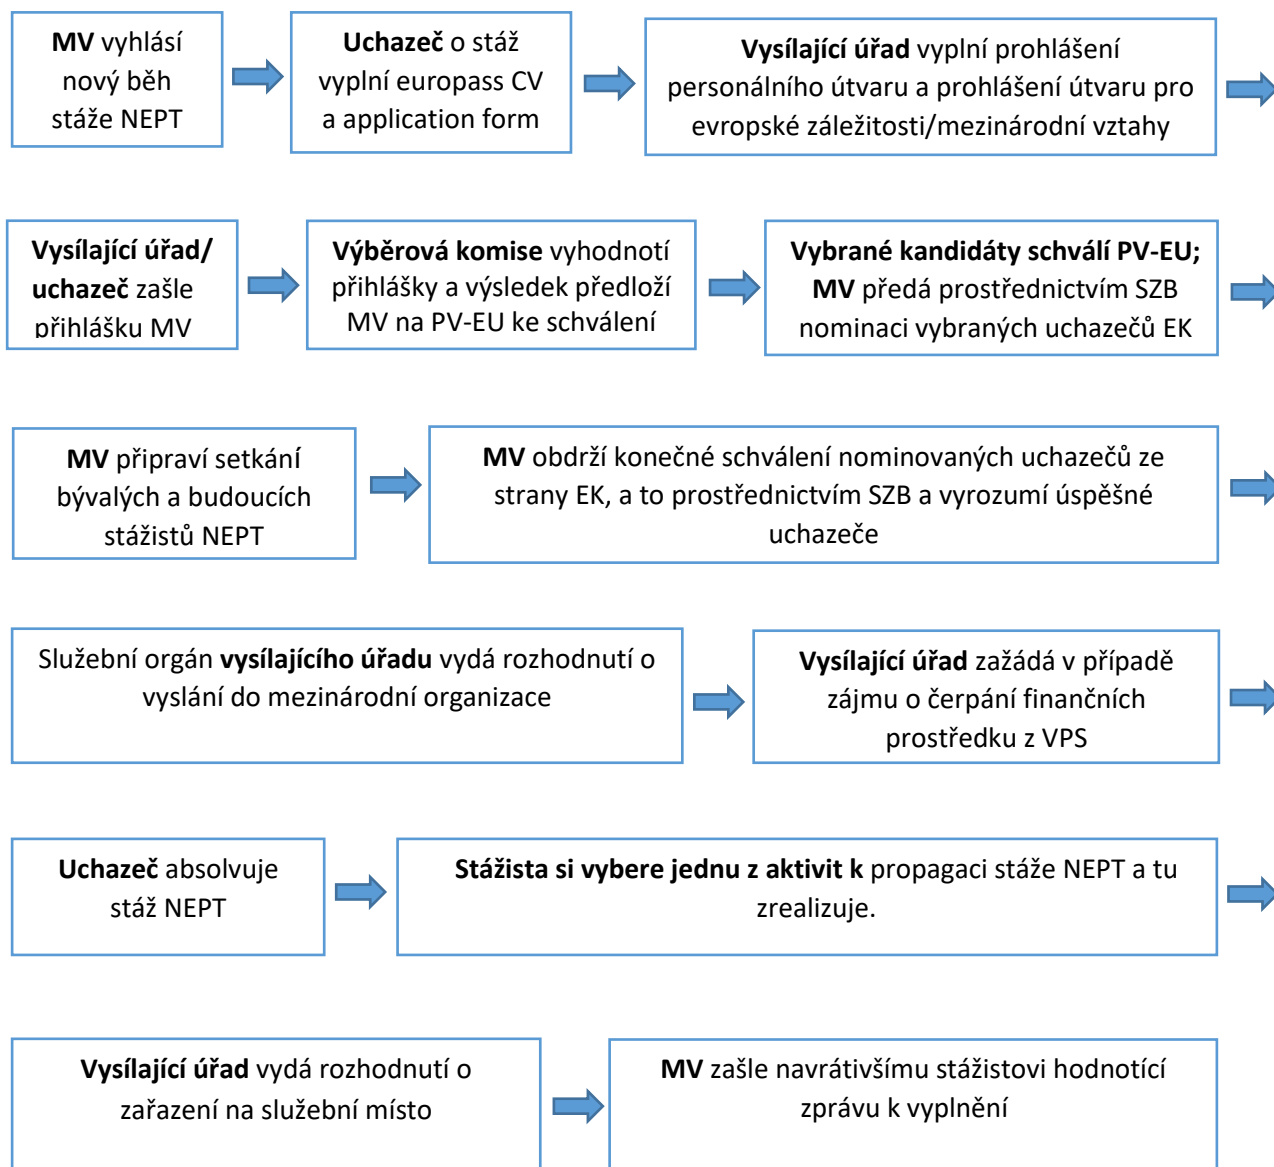 MV vyhlásí
nový běh
stáže NEPT
Uchazeč o stáž
vyplní europass CV
a application form
Vysílající úřad vyplní prohlášení
personálního útvaru a prohlášení útvaru pro
evropské záležitosti/mezinárodní vztahy
Vysílající úřad/
uchazeč zašle
přihlášku MV
Výběrová komise vyhodnotí
přihlášky a výsledek předloží
MV na PV-EU ke schválení
Vybrané kandidáty schválí PV-EU;
MV předá prostřednictvím SZB
nominaci vybraných uchazečů EK
MV připraví setkání
bývalých a budoucích
stážistů NEPT
MV obdrží konečné schválení nominovaných uchazečů ze
strany EK, a to prostřednictvím SZB a vyrozumí úspěšné
uchazeče
Služební orgán vysílajícího úřadu vydá rozhodnutí o
vyslání do mezinárodní organizace
Vysílající úřad zažádá v případě
zájmu o čerpání finančních
prostředku z VPS
Uchazeč absolvuje
stáž NEPT
Stážista si vybere jednu z aktivit k propagaci stáže NEPT a tu
zrealizuje.
Vysílající úřad vydá rozhodnutí o
zařazení na služební místo
MV zašle navrátivšímu stážistovi hodnotící
zprávu k vyplnění